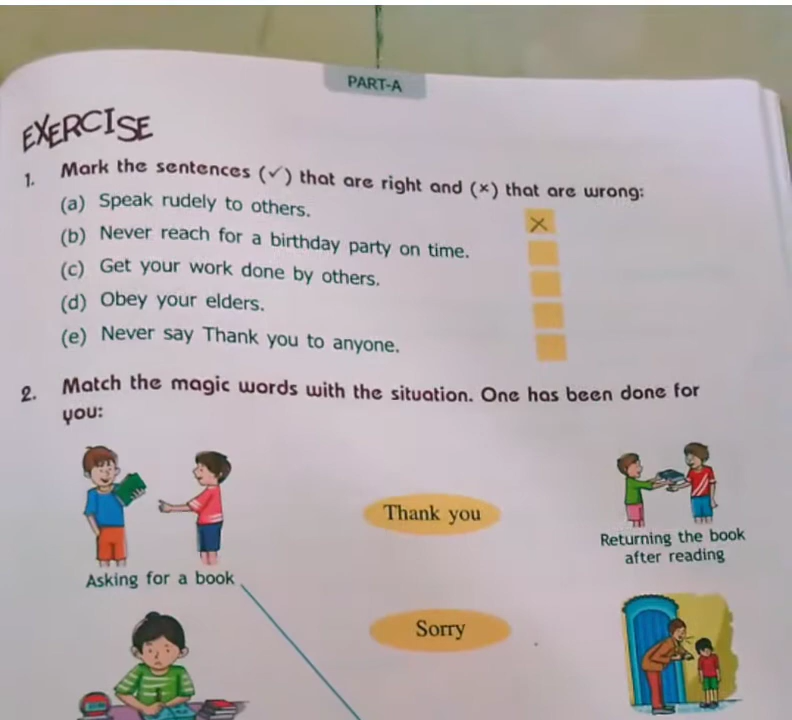 PART-A
EXERCISE
1. Mark the sentences (✓) that are right and (×) that are wrong:
(a) Speak rudely to others. ×
(b) Never reach for a birthday party on time.
(c) Get your work done by others.
(d) Obey your elders.
(e) Never say Thank you to anyone.
2. Match the magic words with the situation. One has been done for
you:
Thank you
Returning the book
after reading
Asking for a book
Sorry